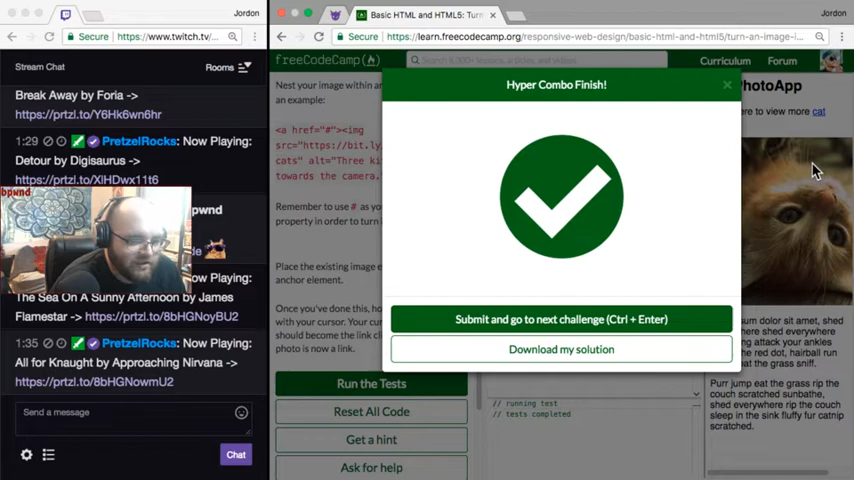 Jordon
Secure
https://www.twitch.tv/...
Stream Chat
Rooms
Break Away by Foria ->
https://prtzl.to/Y6Hk6wn6hr
1:29 PretzelRocks: Now Playing:
Detour by Digisaurus ->
https://prtzl.to/XlHDwx11t6
bpwnd
pwnd
Now Playing:
The Sea On A Sunny Afternoon by James
Flamestar -> https://prtzl.to/8bHGNoyBU2
1:35 PretzelRocks: Now Playing:
All for Knaught by Approaching Nirvana ->
https://prtzl.to/8bHGNowmU2
Send a message
Chat
Basic HTML and HTML5: Turn
Jordon
Secure
https://learn.freecodecamp.org/responsive-web-design/basic-html-and-html5/turn-an-image-i...
freeCodeCamp
Curriculum
Forum
Nest your image within
an example:
<a href="#"><img
src="https://bit.
cats" alt="Three ki
towards the camera.
Remember to use # as
property in order to turn i
Place the existing image
anchor element.
Once you've done this, ho
with your cursor. Your cur
should become the link cli
photo is now a link.
Run the Tests
Reset All Code
Get a hint
Ask for help
Hyper Combo Finish!
×
Submit and go to next challenge (Ctrl + Enter)
Download my solution
// running test
// tests completed
PhotoApp
to view more cat
sum dolor sit amet, shed
shed everywhere
attack your ankles
the red dot, hairball run
eat the grass sniff.
Purr jump eat the grass rip the
couch scratched sunbathe,
shed everywhere rip the couch
sleep in the sink fluffy fur catnip
scratched.